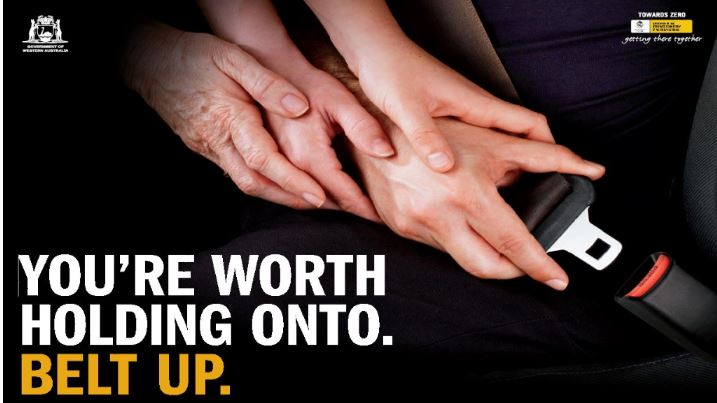 GOVERNMENT OF
WESTERN AUSTRALIA
TOWARDS ZERO
getting there together
YOU'RE WORTH
HOLDING ONTO.
BELT UP.